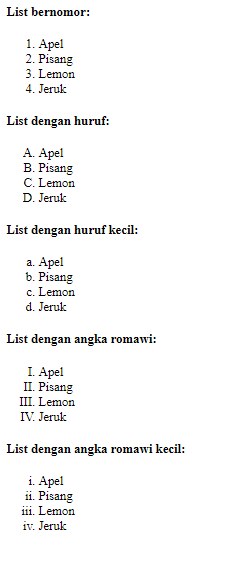 List bernomor:
1. Apel
2. Pisang
3. Lemon
4. Jeruk
List dengan huruf:
A. Apel
B. Pisang
C. Lemon
D. Jeruk
List dengan huruf kecil:
a. Apel
b. Pisang
c. Lemon
d. Jeruk
List dengan angka romawi:
I. Apel
II. Pisang
III. Lemon
IV. Jeruk
List dengan angka romawi kecil:
i. Apel
ii. Pisang
iii. Lemon
iv. Jeruk